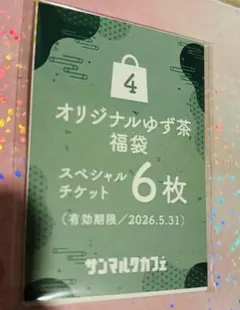 4
オリジナルゆず茶
福袋
スペシャル
チケット 6枚
(有効期限/2026.5.31)
サンマルクカフェ